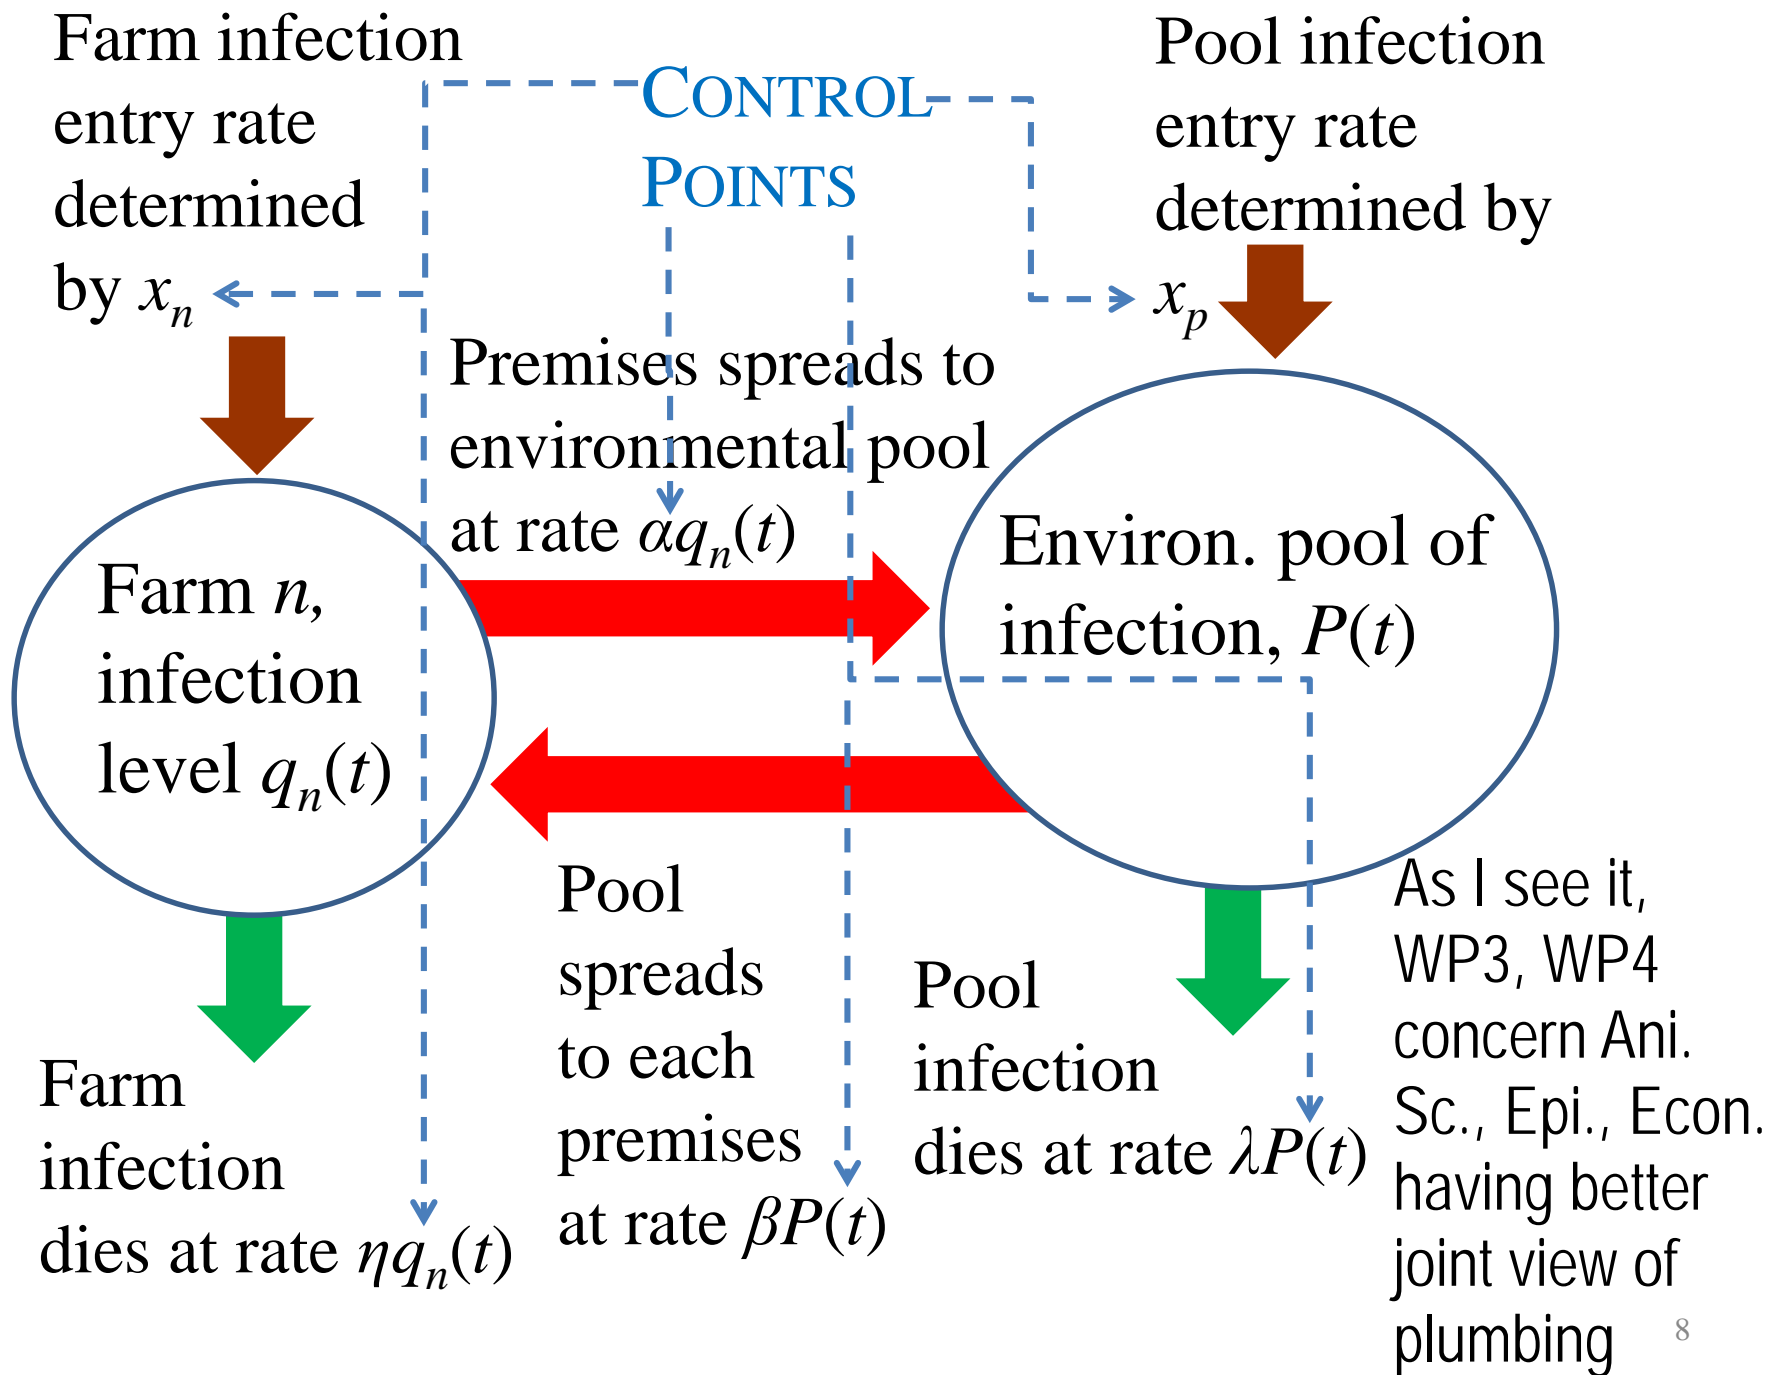 Farm infection
entry rate
determined
by xₙ
CONTROL
POINTS
Pool infection
entry rate
determined by
xₚ
Premises spreads to
environmental pool
at rate αqₙ(t)
Farm n,
infection
level qₙ(t)
Environ. pool of
infection, P(t)
Farm
infection
dies at rate ηqₙ(t)
Pool
spreads
to each
premises
at rate βP(t)
Pool
infection
dies at rate λP(t)
As I see it,
WP3, WP4
concern Ani.
Sc., Epi., Econ.
having better
joint view of
plumbing
8